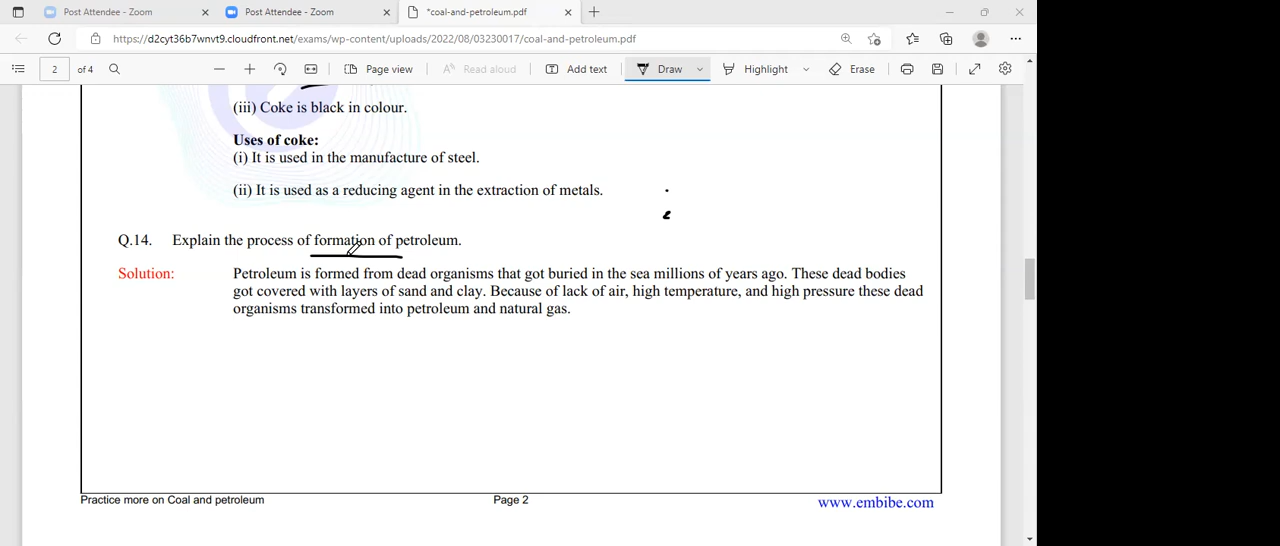 Post Attendee - Zoom
Post Attendee - Zoom
*coal-and-petroleum.pdf
https://d2cyt36b7wnvt9.cloudfront.net/exams/wp-content/uploads/2022/08/03230017/coal-and-petroleum.pdf
2 of 4
Page view
Read aloud
Add text
Draw
Highlight
Erase
(iii) Coke is black in colour.
Uses of coke:
(i) It is used in the manufacture of steel.
(ii) It is used as a reducing agent in the extraction of metals.
Q.14. Explain the process of formation of petroleum.
Solution: Petroleum is formed from dead organisms that got buried in the sea millions of years ago. These dead bodies
got covered with layers of sand and clay. Because of lack of air, high temperature, and high pressure these dead
organisms transformed into petroleum and natural gas.
Practice more on Coal and petroleum Page 2 www.embibe.com